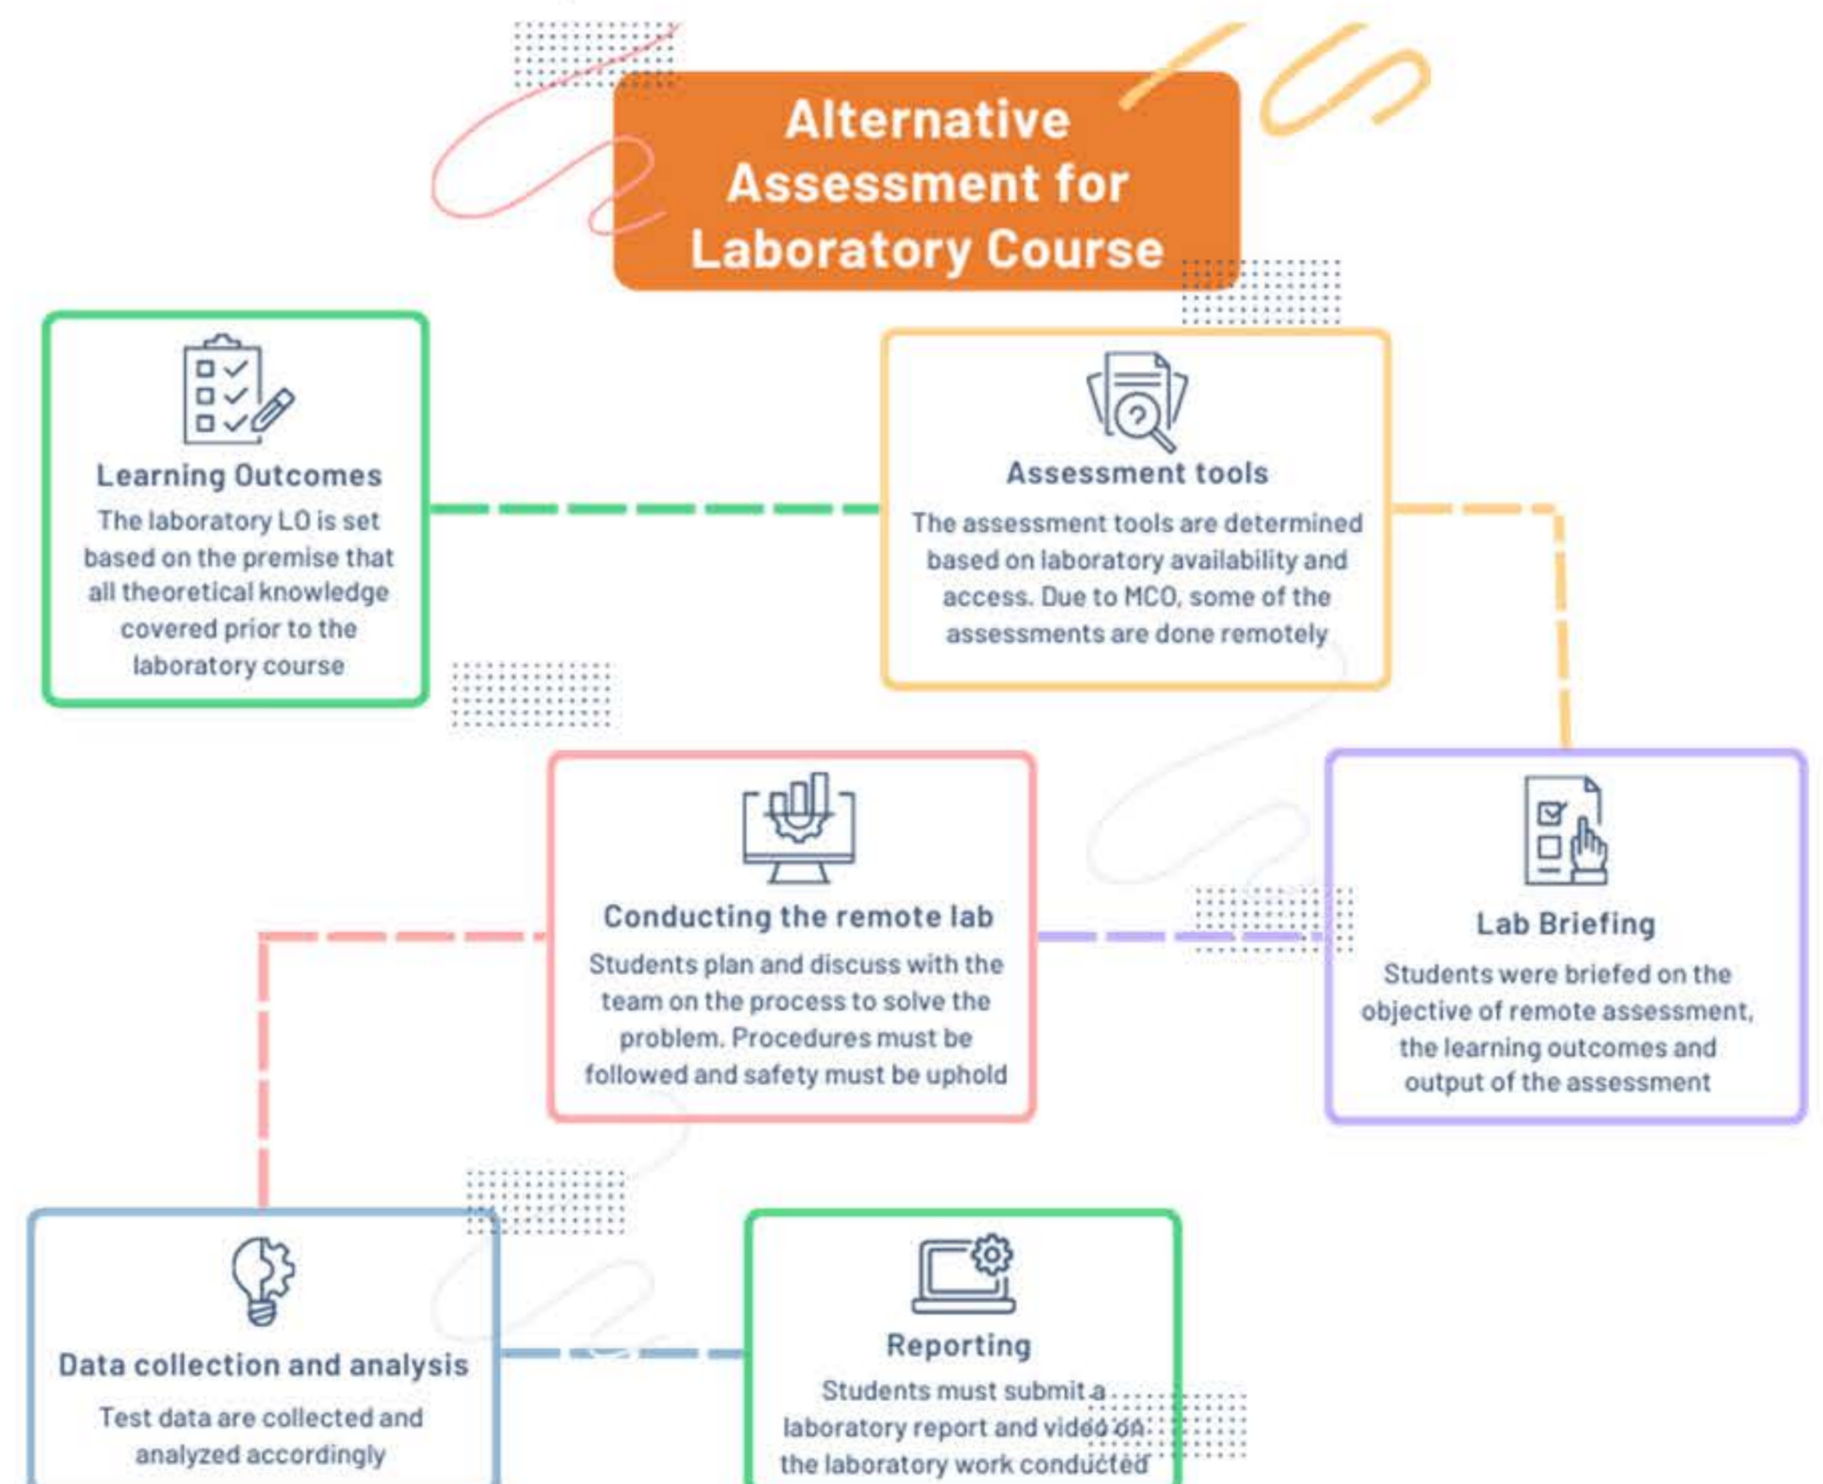 Alternative
Assessment for
Laboratory Course
Learning Outcomes
The laboratory LO is set
based on the premise that
all theoretical knowledge
covered prior to the
laboratory course
Assessment tools
The assessment tools are determined
based on laboratory availability and
access. Due to MCO, some of the
assessments are done remotely
Lab Briefing
Students were briefed on the
objective of remote assessment,
the learning outcomes and
output of the assessment
Conducting the remote lab
Students plan and discuss with the
team on the process to solve the
problem. Procedures must be
followed and safety must be uphold
Data collection and analysis
Test data are collected and
analyzed accordingly
Reporting
Students must submit a
laboratory report and video on
the laboratory work conducted